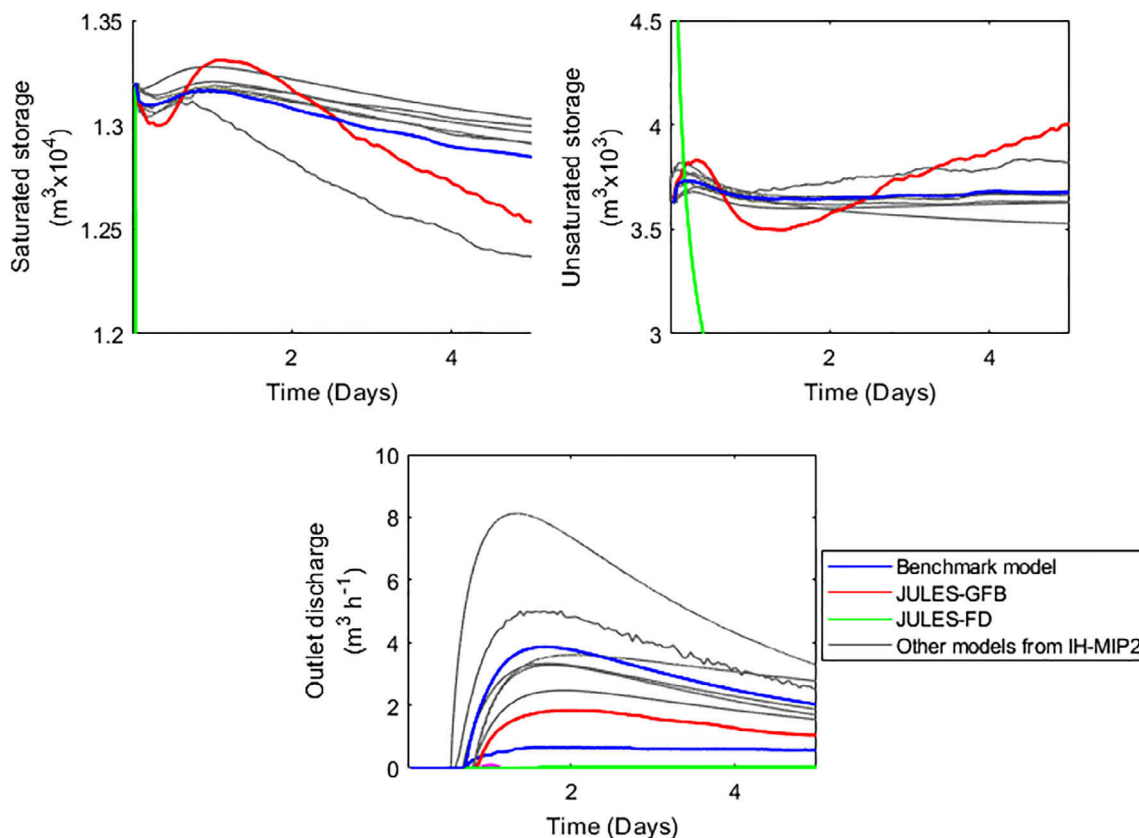 1.35
1.3
1.25
1.2
Saturated storage
(m³x10⁴)
2
4
Time (Days)
4.5
4
3.5
3
Unsaturated storage
(m³x10³)
2
4
Time (Days)
10
8
6
4
2
0
Outlet discharge
(m³ h⁻¹)
2
4
Time (Days)
Benchmark model
JULES-GFB
JULES-FD
Other models from IH-MIP2